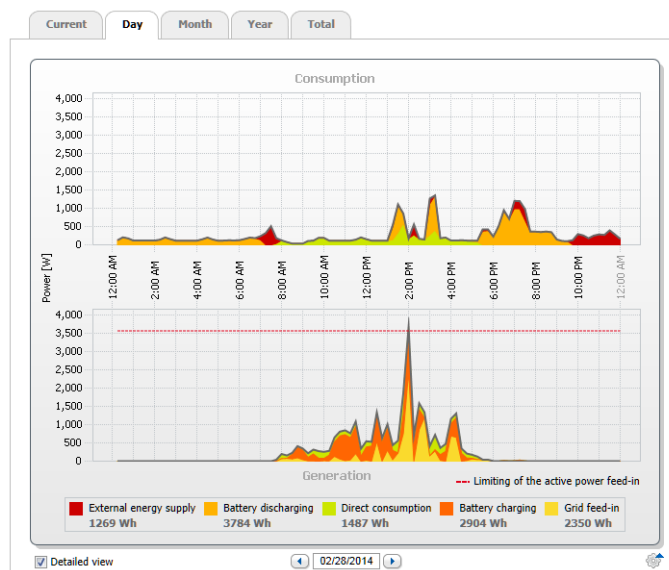 Current Day Month Year Total
Consumption
4,000
3,500
3,000
2,500
2,000
1,500
1,000
500
0
Power [W]
12:00 AM 2:00 AM 4:00 AM 6:00 AM 8:00 AM 10:00 AM 12:00 PM 2:00 PM 4:00 PM 6:00 PM 8:00 PM 10:00 PM 12:00 AM
4,000
3,500
3,000
2,500
2,000
1,500
1,000
500
0
Generation
Limiting of the active power feed-in
External energy supply Battery discharging Direct consumption Battery charging Grid feed-in
1269 Wh 3784 Wh 1487 Wh 2904 Wh 2350 Wh
Detailed view 02/28/2014